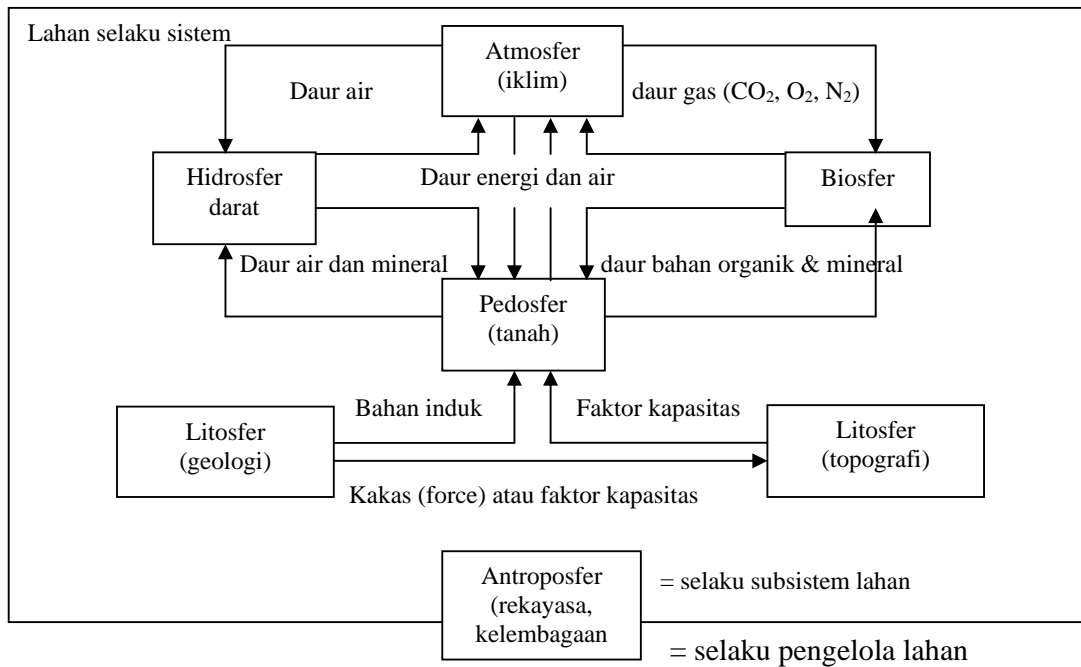 Lahan selaku sistem
Atmosfer
(iklim)
Daur air
daur gas (CO₂, O₂, N₂)
Hidrosfer
darat
Daur energi dan air
Biosfer
Daur air dan mineral
daur bahan organik & mineral
Pedosfer
(tanah)
Bahan induk
Faktor kapasitas
Litosfer
(geologi)
Litosfer
(topografi)
Kakas (force) atau faktor kapasitas
Antroposfer
(rekayasa,
kelembagaan
= selaku subsistem lahan
= selaku pengelola lahan